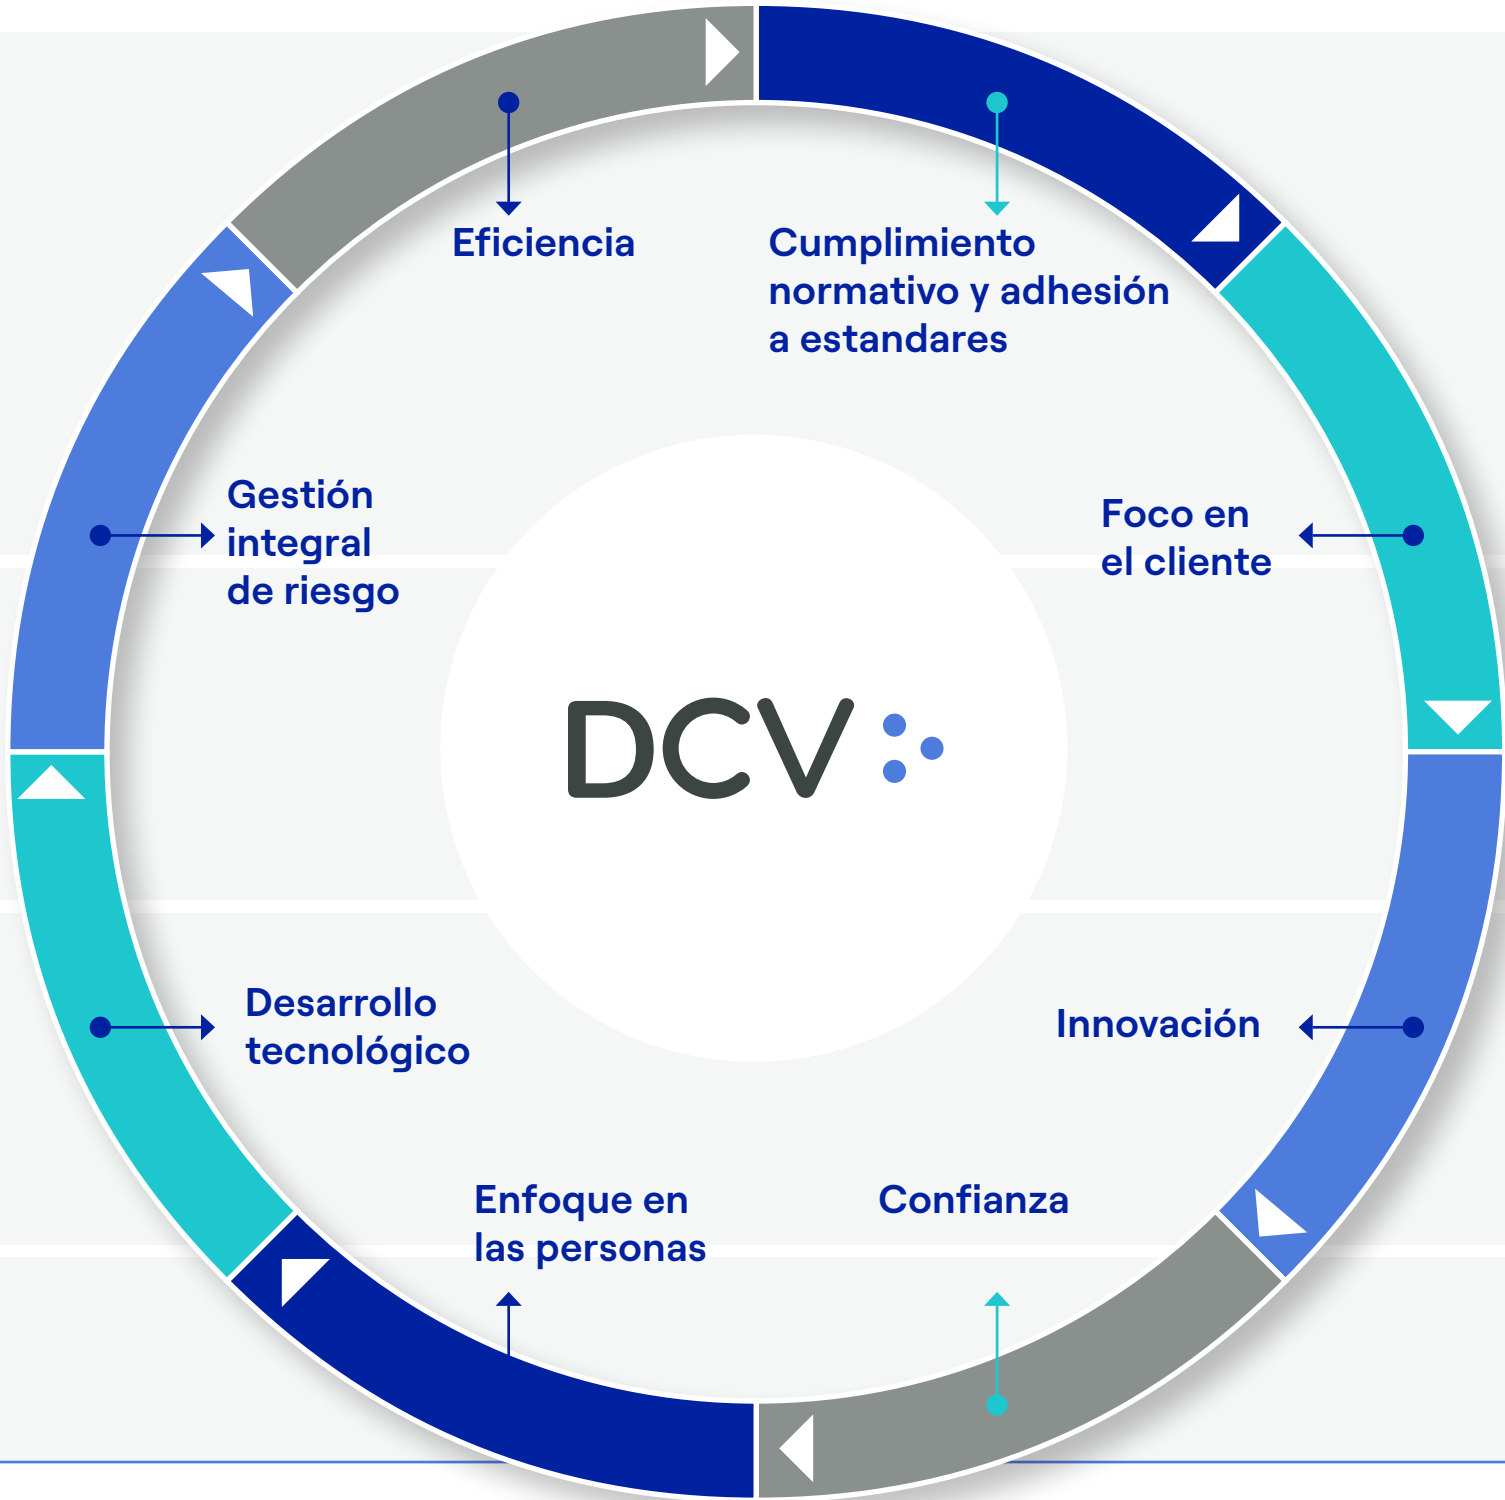 Eficiencia
Cumplimiento
normativo y adhesión
a estandares
Gestión
integral
de riesgo
Foco en
el cliente
DCV
Desarrollo
tecnológico
Innovación
Enfoque en
las personas
Confianza